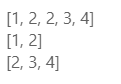 [1, 2, 2, 3, 4]
[1, 2]
[2, 3, 4]